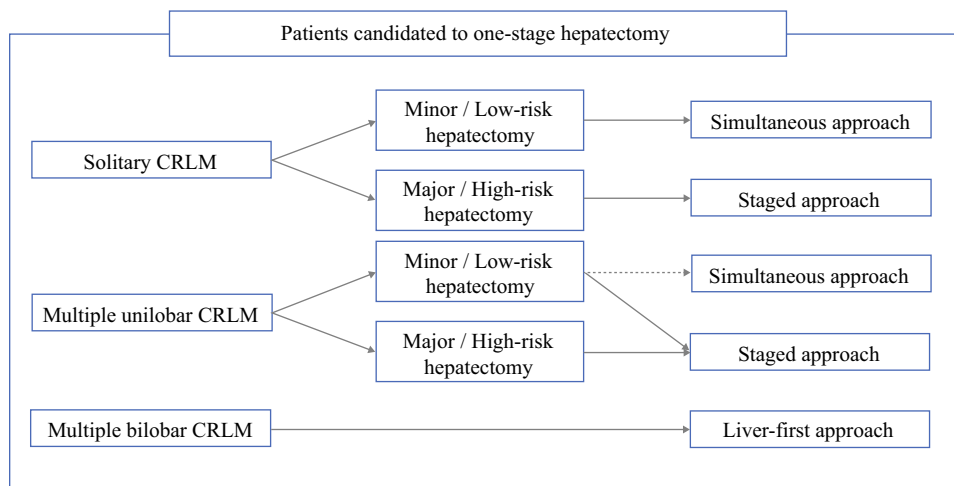 Patients candidated to one-stage hepatectomy
Solitary CRLM
Minor / Low-risk
hepatectomy
Simultaneous approach
Major / High-risk
hepatectomy
Staged approach
Multiple unilobar CRLM
Minor / Low-risk
hepatectomy
Simultaneous approach
Major / High-risk
hepatectomy
Staged approach
Multiple bilobar CRLM
Liver-first approach